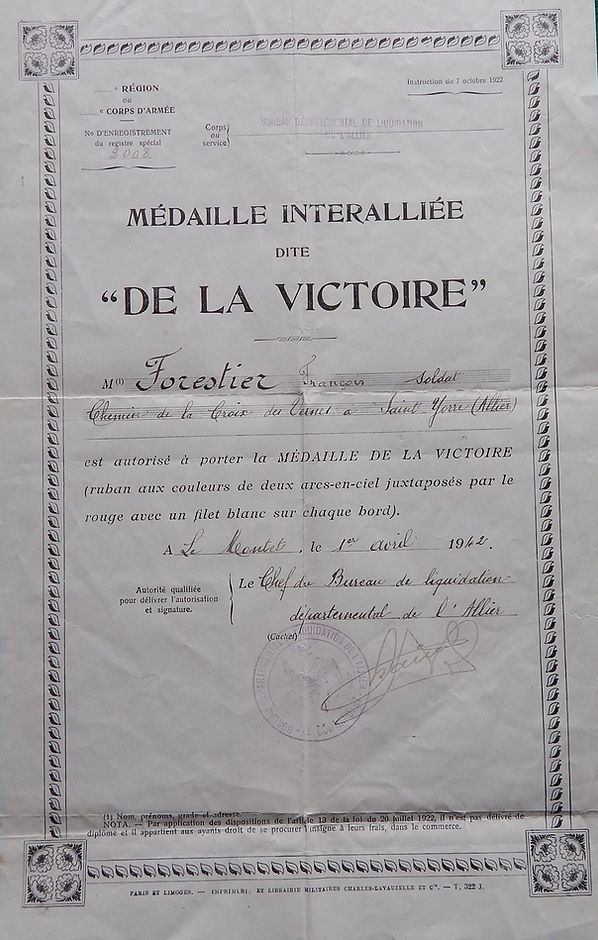 e RÉGION
ou
e CORPS D'ARMÉE
No D'ENREGISTREMENT
du registre spécial
2008
Instruction du 7 octobre 1922
Corps
ou
service
BUREAU DÉPARTEMENTAL DE LIQUIDATION
DE L'ALLIER
MÉDAILLE INTERALLIÉE
DITE
"DE LA VICTOIRE"
M(1) Forestier François Soldat
Chemin de la Croix des Vernes à Saint Yorre (Allier)
est autorisé à porter la MÉDAILLE DE LA VICTOIRE
(ruban aux couleurs de deux arcs-en-ciel juxtaposés par le
rouge avec un filet blanc sur chaque bord).
A Le Montet, le 1er avril 1942.
Autorité qualifiée
pour délivrer l'autorisation
et signature.
Le Chef du Bureau de liquidation
départemental de l'Allier
(Cachet)
(1) Nom, prénoms, grade et adresse.
NOTA. — Par application des dispositions de l'article 13 de la loi du 20 juillet 1922, il n'est pas délivré de
diplôme et il appartient aux ayants droit de se procurer l'insigne à leurs frais, dans le commerce.
PARIS ET LIMOGES. — IMPRIMERIE ET LIBRAIRIE MILITAIRES CHARLES-LAVAUZELLE ET Cie. — T. 322 J.